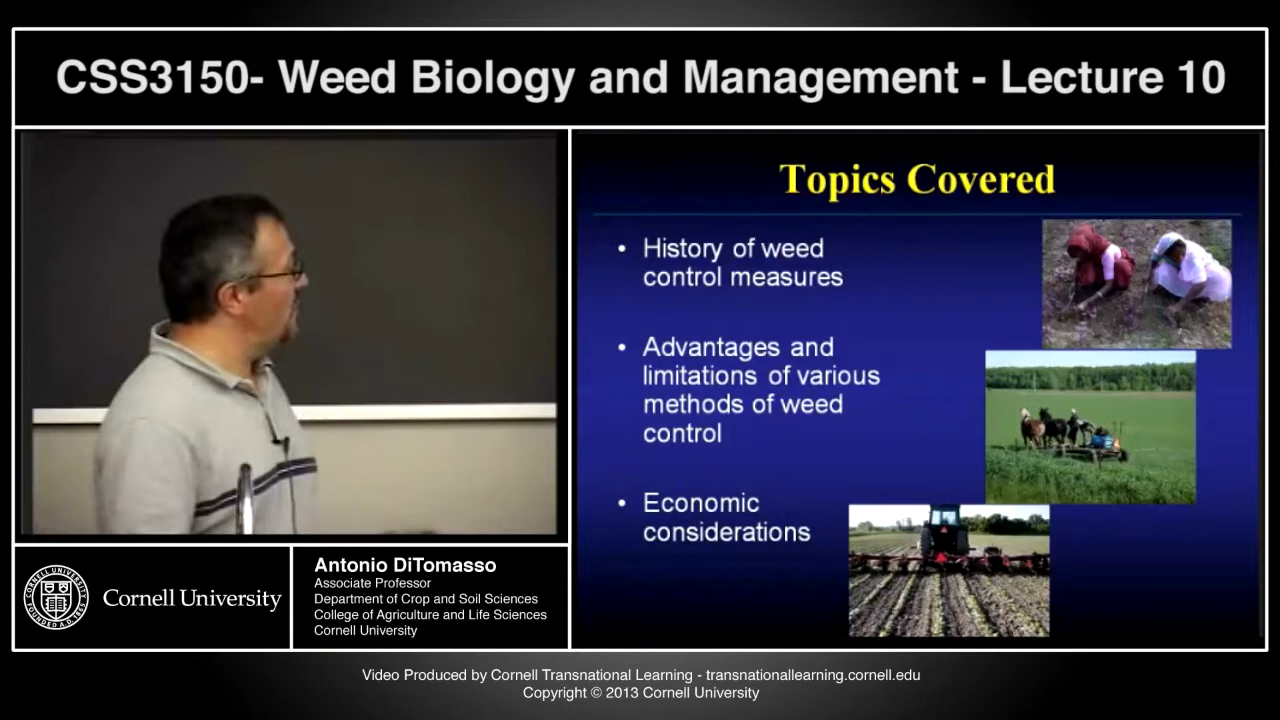 CSS3150- Weed Biology and Management - Lecture 10
Topics Covered
• History of weed
control measures
• Advantages and
limitations of various
methods of weed
control
• Economic
considerations
Cornell University
Antonio DiTomasso
Associate Professor
Department of Crop and Soil Sciences
College of Agriculture and Life Sciences
Cornell University
Video Produced by Cornell Transnational Learning - transnationallearning.cornell.edu
Copyright © 2013 Cornell University